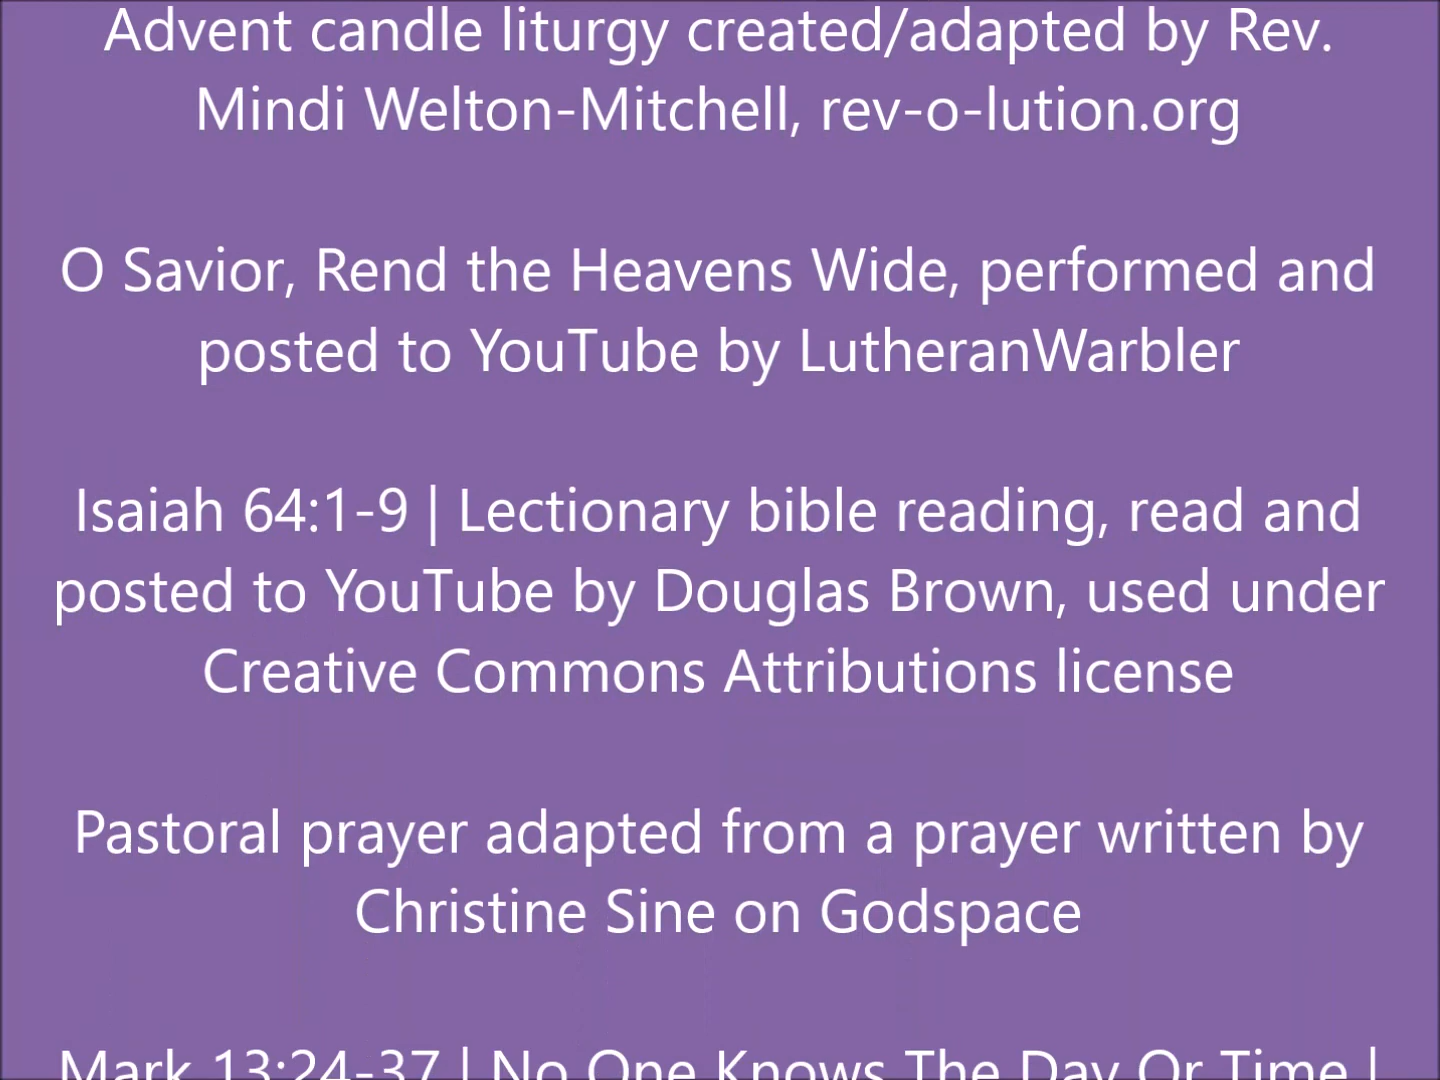 Advent candle liturgy created/adapted by Rev.
Mindi Welton-Mitchell, rev-o-lution.org
O Savior, Rend the Heavens Wide, performed and
posted to YouTube by LutheranWarbler
Isaiah 64:1-9 | Lectionary bible reading, read and
posted to YouTube by Douglas Brown, used under
Creative Commons Attributions license
Pastoral prayer adapted from a prayer written by
Christine Sine on Godspace
Mark 13:24-37 | No One Knows The Day Or Time |